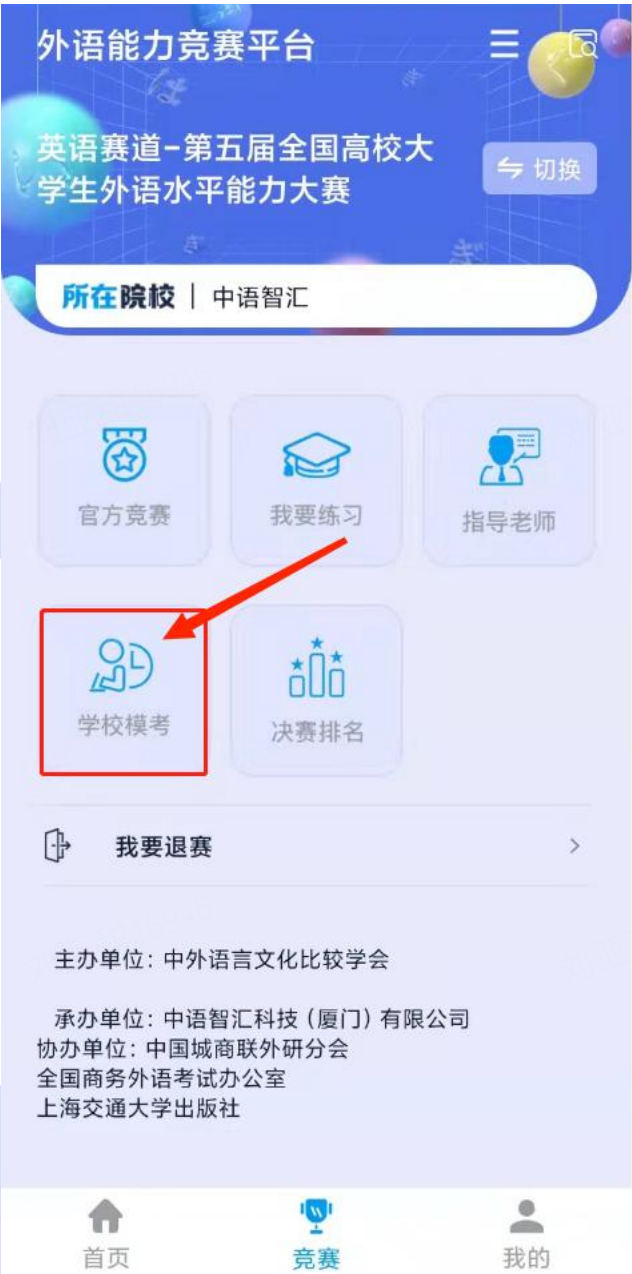 外语能力竞赛平台
英语赛道-第五届全国高校大
学生外语水平能力大赛
切换
所在院校｜中语智汇
官方竞赛 我要练习 指导老师
学校模考 决赛排名
我要退赛
主办单位：中外语言文化比较学会
承办单位：中语智汇科技（厦门）有限公司
协办单位：中国城商联外研分会
全国商务外语考试办公室
上海交通大学出版社
首页 竞赛 我的